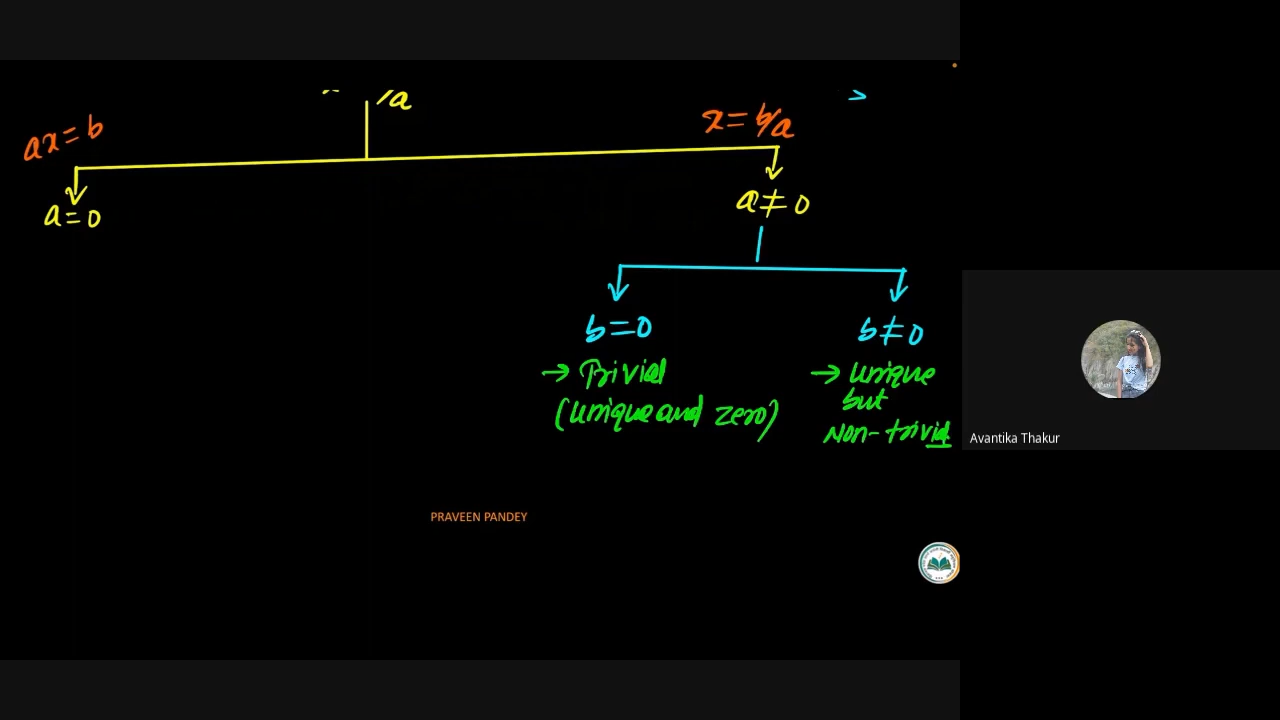 /a
ax = b
x = b/a
a = 0
a ≠ 0
b = 0
b ≠ 0
→ Trivial
(unique and zero)
→ unique
but
Non-trivial
Avantika Thakur
PRAVEEN PANDEY